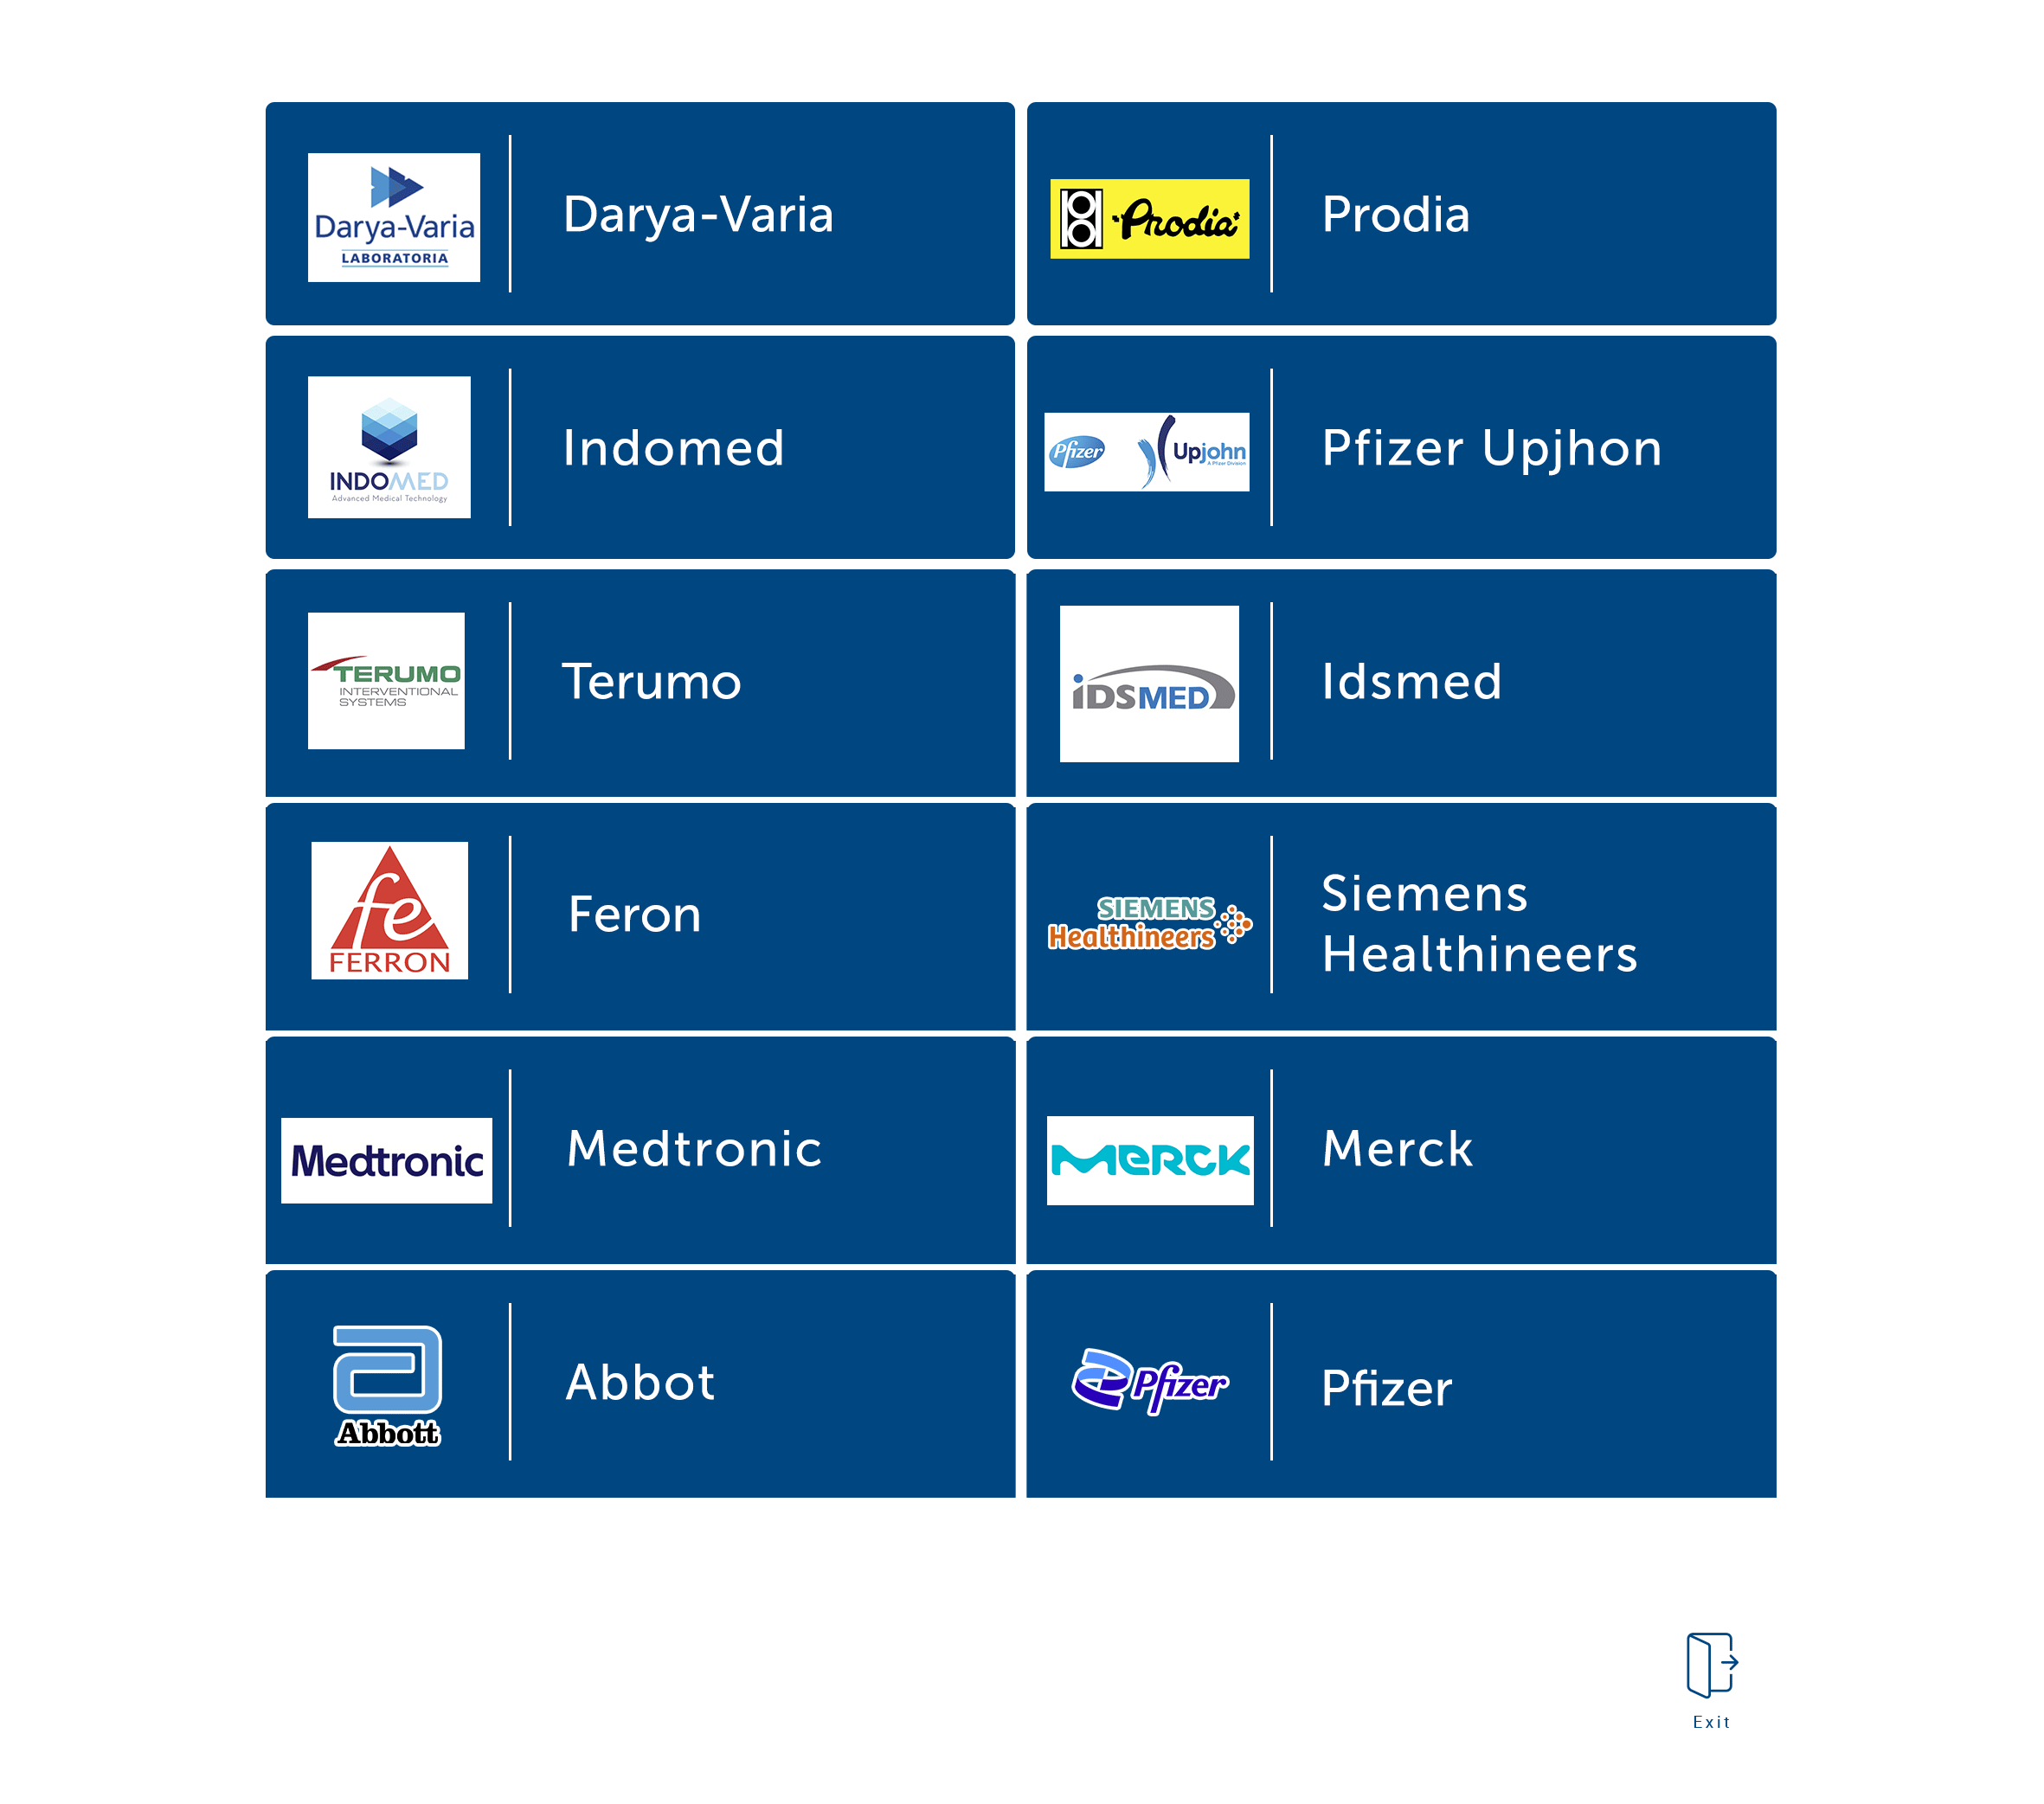 Darya-Varia
LABORATORIA
Darya-Varia
Prodia
Prodia
INDOMED
Advanced Medical Technology
Indomed
Pfizer
Upjohn
A Pfizer Division
Pfizer Upjhon
TERUMO
INTERVENTIONAL
SYSTEMS
Terumo
iDSMED
Idsmed
fe
FERRON
Feron
SIEMENS
Healthineers
Siemens
Healthineers
Medtronic
Medtronic
MERCK
Merck
a
Abbott
Abbot
Pfizer
Pfizer
Exit